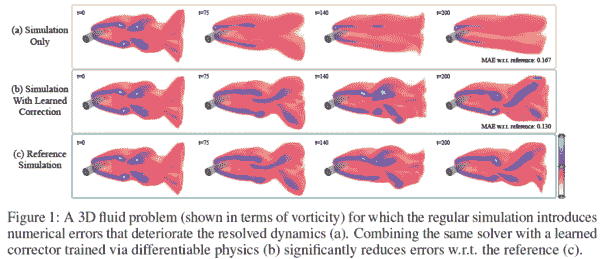 t=0 t=75 t=140 t=200
(a) Simulation
Only
MAE w.r.t. reference: 0.167
t=0 t=75 t=140 t=200
(b) Simulation
With Learned
Correction
MAE w.r.t. reference: 0.130
t=0 t=75 t=140 t=200
(c) Reference
Simulation
Figure 1: A 3D fluid problem (shown in terms of vorticity) for which the regular simulation introduces
numerical errors that deteriorate the resolved dynamics (a). Combining the same solver with a learned
corrector trained via differentiable physics (b) significantly reduces errors w.r.t. the reference (c).